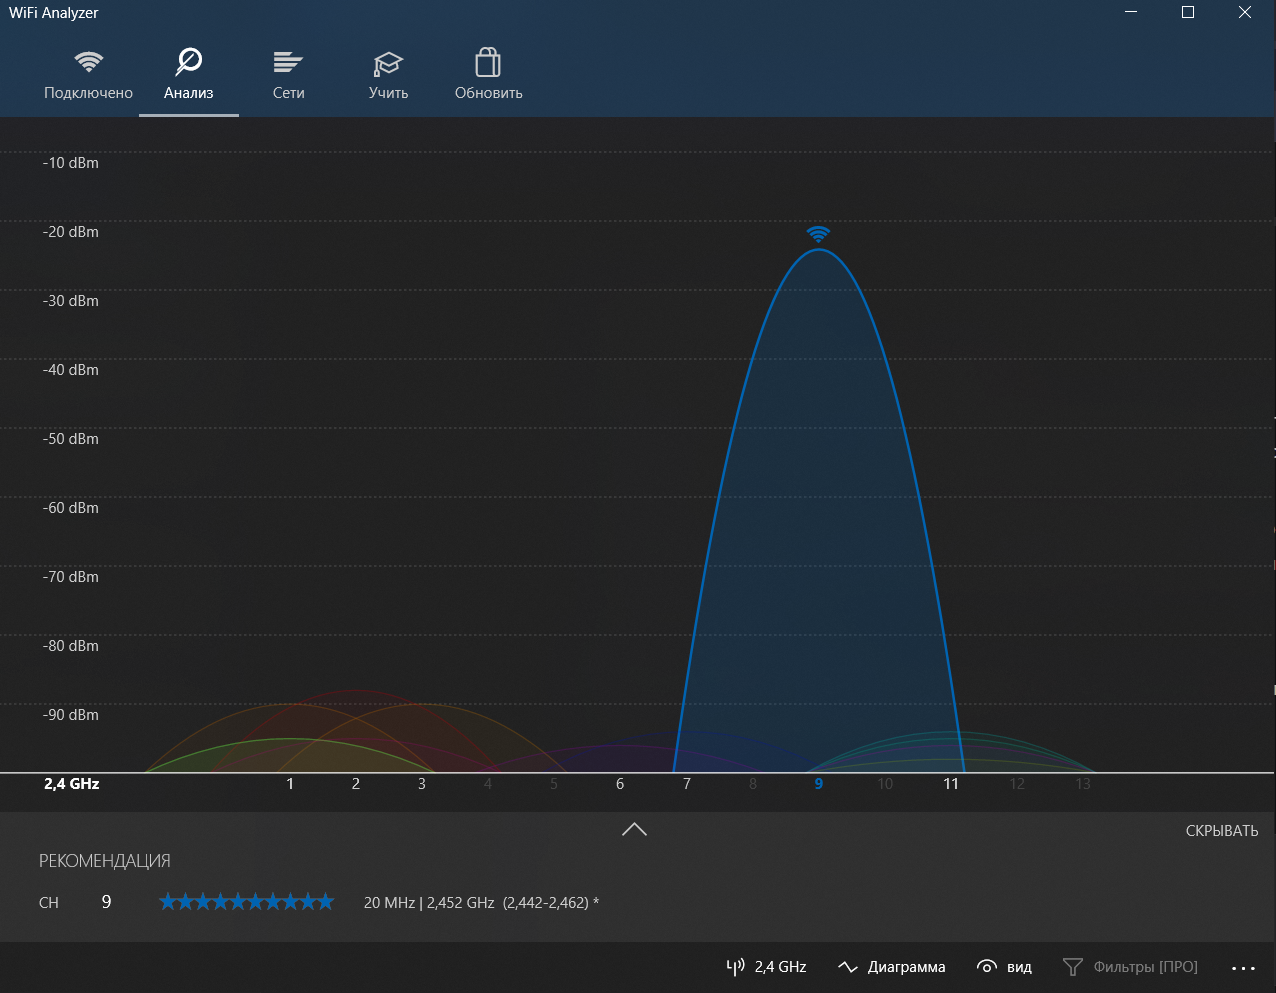 WiFi Analyzer
Подключено Анализ Сети Учить Обновить
-10 dBm
-20 dBm
-30 dBm
-40 dBm
-50 dBm
-60 dBm
-70 dBm
-80 dBm
-90 dBm
2,4 GHz 1 2 3 4 5 6 7 8 9 10 11 12 13
СКРЫВАТЬ
РЕКОМЕНДАЦИЯ
CH 9 20 MHz | 2,452 GHz (2,442-2,462) *
2,4 GHz Диаграмма вид Фильтры [ПРО]